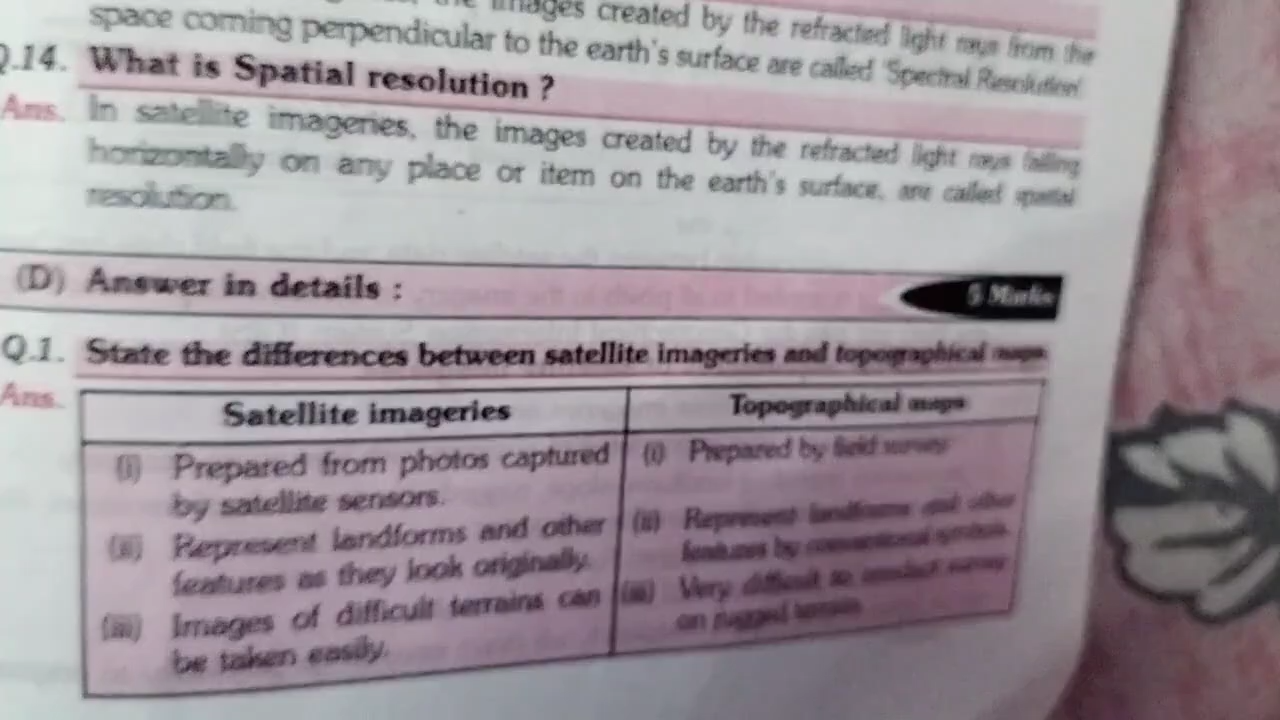 images created by the refracted light rays from the
space coming perpendicular to the earth's surface are called 'Spectral Resolution'
Q.14. What is Spatial resolution ?
Ans. In satellite imageries, the images created by the refracted light rays falling
horizontally on any place or item on the earth's surface, are called spatial
resolution.
(D) Answer in details :
5 Marks
Q.1. State the differences between satellite imageries and topographical maps.
Ans.
Satellite imageries
(i) Prepared from photos captured
by satellite sensors.
(ii) Represent landforms and other
features as they look originally.
(iii) Images of difficult terrains can
be taken easily.
Topographical maps
(i) Prepared by field survey
(ii) Represent landforms and other
features by conventional symbols.
(iii) Very difficult to conduct survey
on rugged terrain